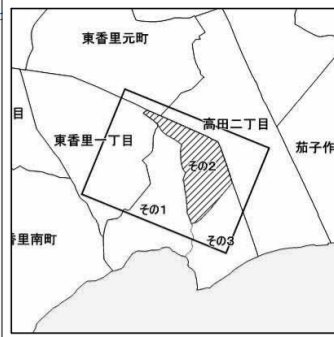 東香里元町
高田二丁目
目
東香里一丁目
茄子作
その2
その1
香里南町
その3